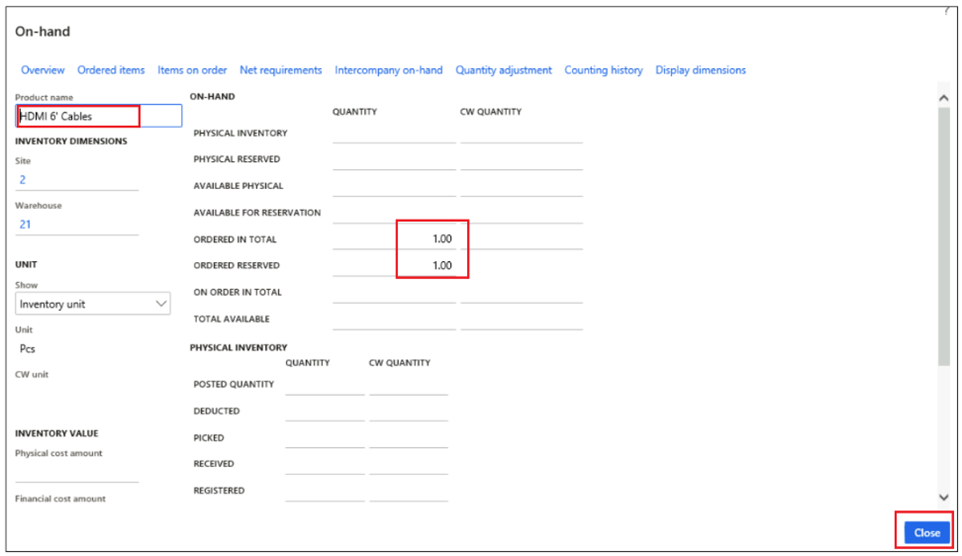 On-hand
Overview Ordered items Items on order Net requirements Intercompany on-hand Quantity adjustment Counting history Display dimensions
Product name
HDMI 6' Cables
INVENTORY DIMENSIONS
Site
2
Warehouse
21
UNIT
Show
Inventory unit
Unit
Pcs
CW unit
INVENTORY VALUE
Physical cost amount
Financial cost amount
ON-HAND
QUANTITY CW QUANTITY
PHYSICAL INVENTORY
PHYSICAL RESERVED
AVAILABLE PHYSICAL
AVAILABLE FOR RESERVATION
ORDERED IN TOTAL 1.00
ORDERED RESERVED 1.00
ON ORDER IN TOTAL
TOTAL AVAILABLE
PHYSICAL INVENTORY
QUANTITY CW QUANTITY
POSTED QUANTITY
DEDUCTED
PICKED
RECEIVED
REGISTERED
Close